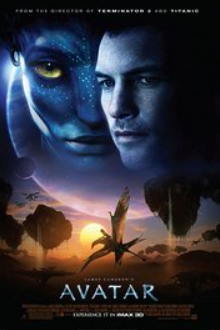 FROM THE DIRECTOR OF TERMINATOR 2 AND TITANIC
JAMES CAMERON'S
AVATAR
EXPERIENCE IT IN IMAX 3D